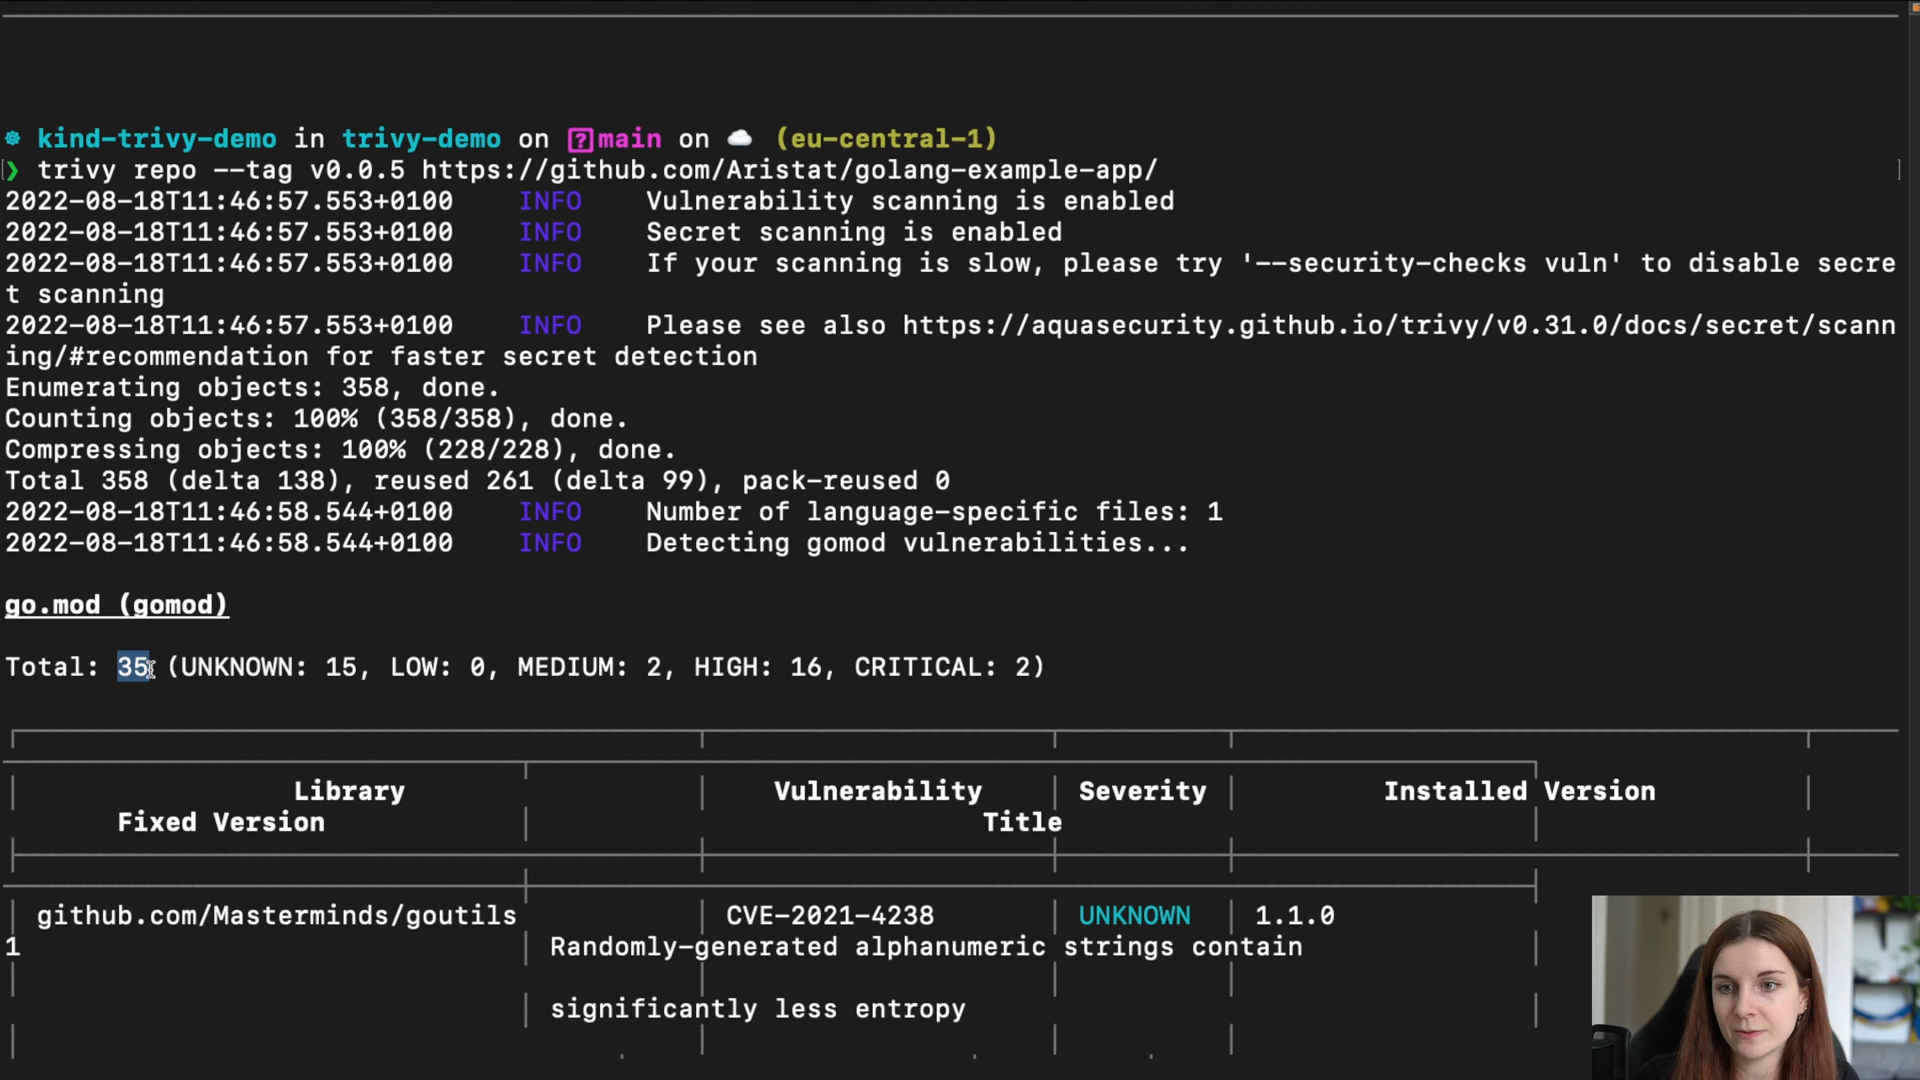 kind-trivy-demo in trivy-demo on [?]main on ☁️ (eu-central-1)
❯ trivy repo --tag v0.0.5 https://github.com/Aristat/golang-example-app/
2022-08-18T11:46:57.553+0100    INFO    Vulnerability scanning is enabled
2022-08-18T11:46:57.553+0100    INFO    Secret scanning is enabled
2022-08-18T11:46:57.553+0100    INFO    If your scanning is slow, please try '--security-checks vuln' to disable secre
t scanning
2022-08-18T11:46:57.553+0100    INFO    Please see also https://aquasecurity.github.io/trivy/v0.31.0/docs/secret/scann
ing/#recommendation for faster secret detection
Enumerating objects: 358, done.
Counting objects: 100% (358/358), done.
Compressing objects: 100% (228/228), done.
Total 358 (delta 138), reused 261 (delta 99), pack-reused 0
2022-08-18T11:46:58.544+0100    INFO    Number of language-specific files: 1
2022-08-18T11:46:58.544+0100    INFO    Detecting gomod vulnerabilities...
go.mod (gomod)
Total: 35 (UNKNOWN: 15, LOW: 0, MEDIUM: 2, HIGH: 16, CRITICAL: 2)
Library Vulnerability Severity Installed Version
Fixed Version Title
github.com/Masterminds/goutils CVE-2021-4238 UNKNOWN 1.1.0
1 Randomly-generated alphanumeric strings contain
significantly less entropy